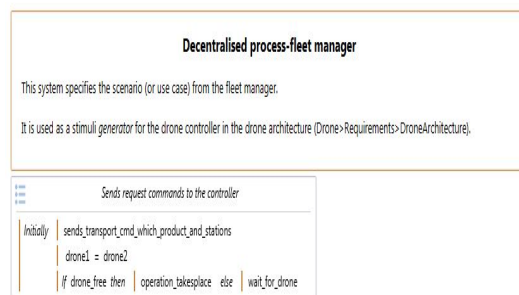 Decentralised process-fleet manager
This system specifies the scenario (or use case) from the fleet manager.
It is used as a stimuli generator for the drone controller in the drone architecture (Drone>Requirements>DroneArchitecture).
Sends request commands to the controller
Initially sends_transport_cmd_which_product_and_stations
drone1 = drone2
If drone_free then operation_takesplace else wait_for_drone